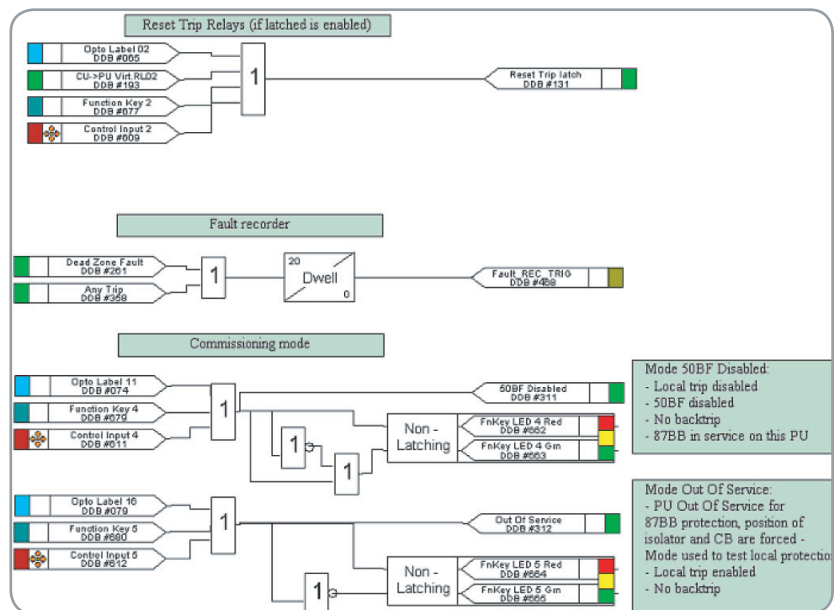 Reset Trip Relays (if latched is enabled)
Opto Label 02
DDB #065
CU->PU Virt.RL02
DDB #193
Function Key 2
DDB #677
Control Input 2
DDB #609
1
Reset Trip latch
DDB #131
Fault recorder
Dead Zone Fault
DDB #261
Any Trip
DDB #358
1
20
Dwell
0
Fault_REC_TRIG
DDB #468
Commissioning mode
Opto Label 11
DDB #074
Function Key 4
DDB #679
Control Input 4
DDB #611
1
1
1
50BF Disabled
DDB #311
Non -
Latching
FnKey LED 4 Red
DDB #662
FnKey LED 4 Grn
DDB #663
Mode 50BF Disabled:
- Local trip disabled
- 50BF disabled
- No backtrip
- 87BB in service on this PU
Opto Label 16
DDB #079
Function Key 5
DDB #680
Control Input 5
DDB #612
1
1
Out Of Service
DDB #312
Non -
Latching
FnKey LED 5 Red
DDB #664
FnKey LED 5 Grn
DDB #665
Mode Out Of Service:
- PU Out Of Service for
87BB protection, position of
isolator and CB are forced -
Mode used to test local protectio
- Local trip enabled
- No backtrip